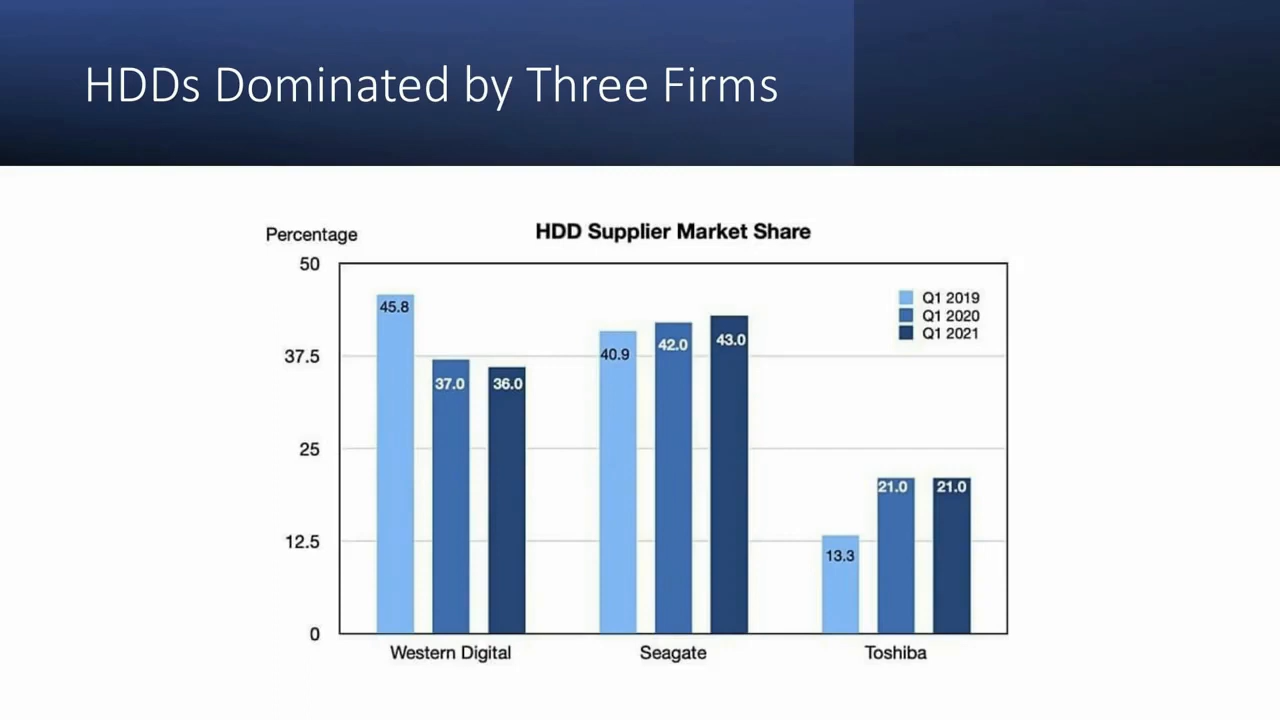 HDDs Dominated by Three Firms
HDD Supplier Market Share
Percentage
50
37.5
25
12.5
0
Q1 2019
Q1 2020
Q1 2021
45.8
37.0
36.0
40.9
42.0
43.0
13.3
21.0
21.0
Western Digital
Seagate
Toshiba